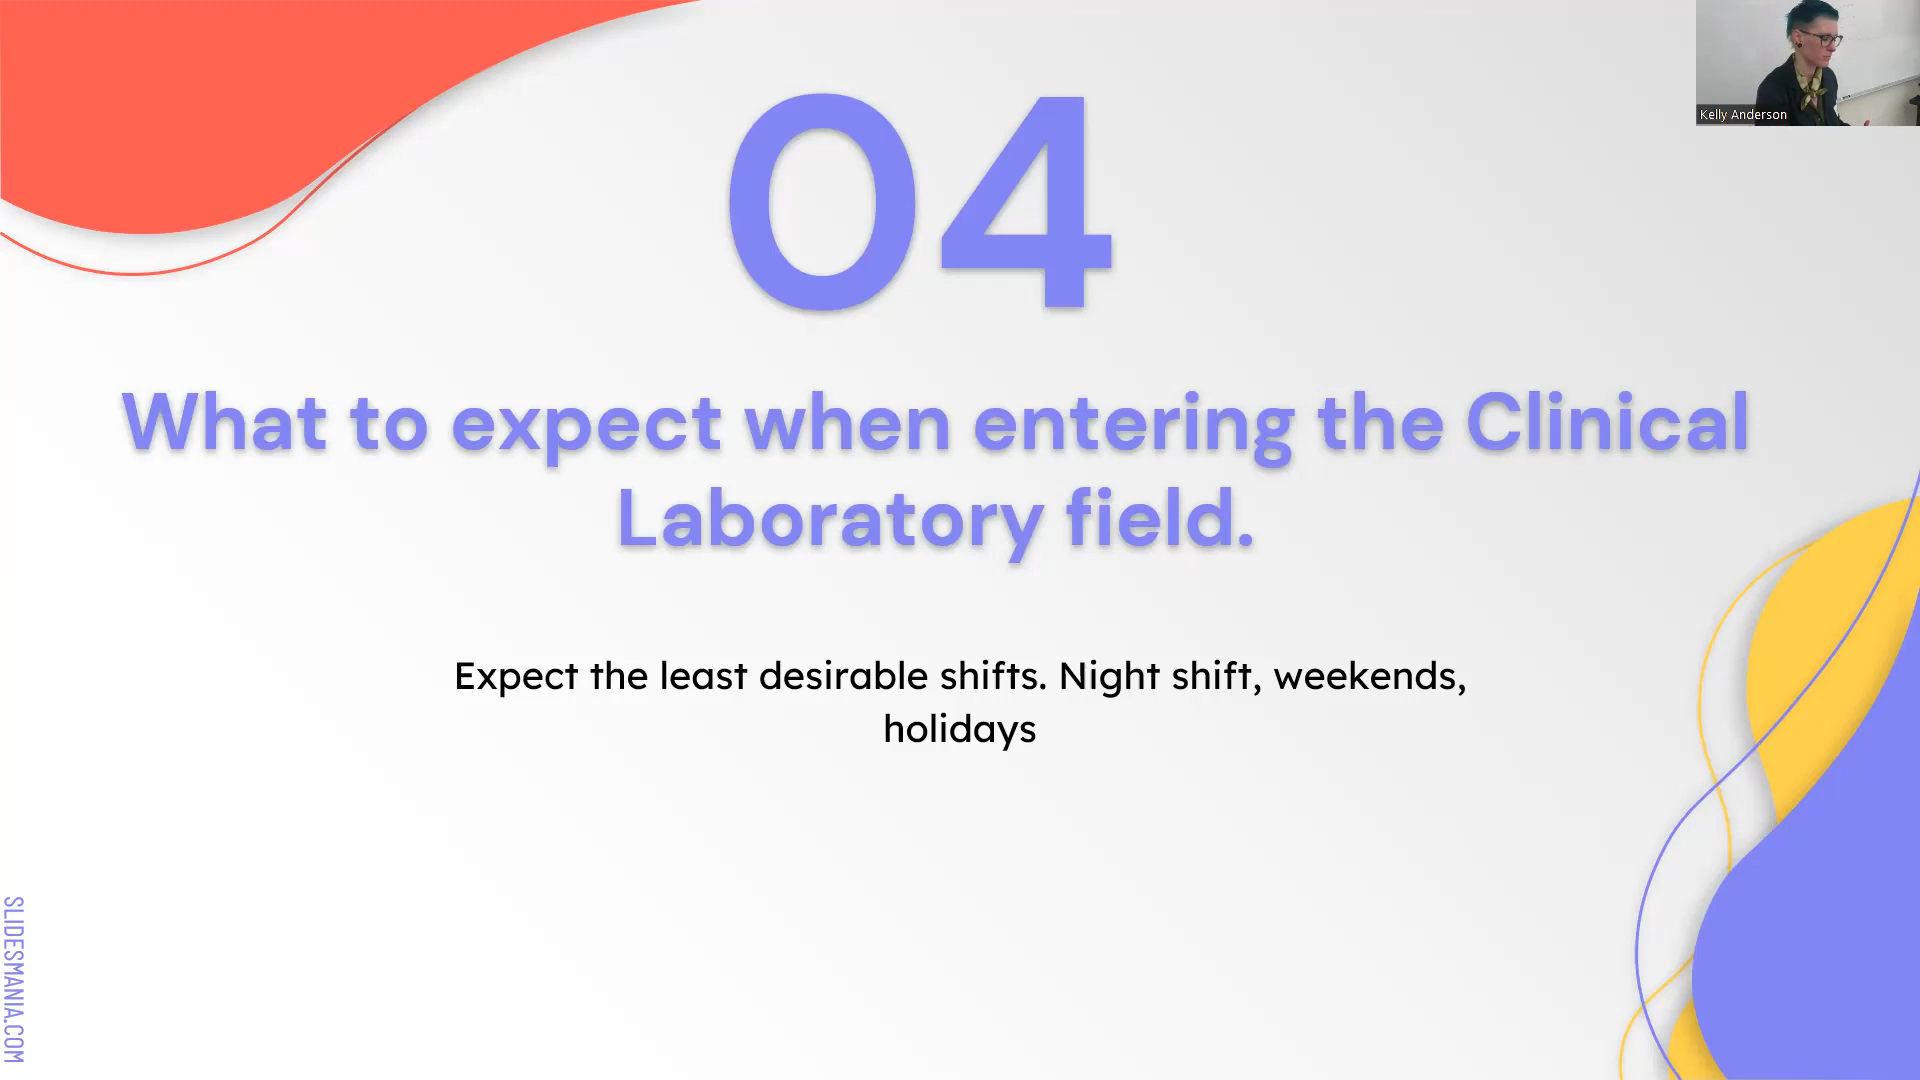 Kelly Anderson
04
What to expect when entering the Clinical
Laboratory field.
Expect the least desirable shifts. Night shift, weekends,
holidays
SLIDESMANIA.COM